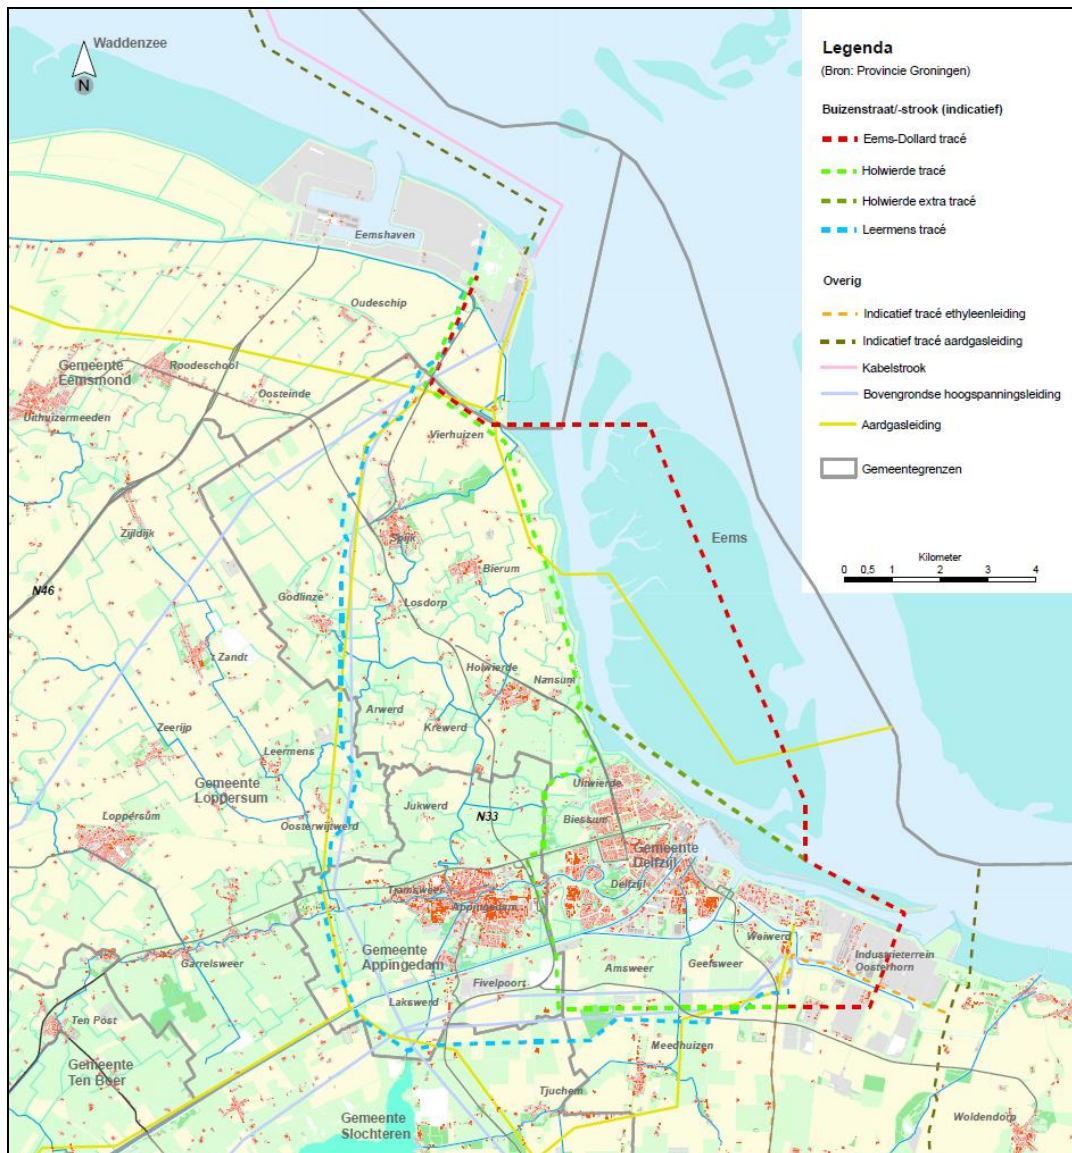 Waddenzee
N
Legenda
(Bron: Provincie Groningen)
Buizenstraat/-strook (indicatief)
Eems-Dollard tracé
Holwierde tracé
Holwierde extra tracé
Leermens tracé
Overig
Indicatief tracé ethyleenleiding
Indicatief tracé aardgasleiding
Kabelstrook
Bovengrondse hoogspanningsleiding
Aardgasleiding
Gemeentegrenzen
Kilometer
0 0,5 1 2 3 4
Eemshaven
Oudeschip
Gemeente
Eemsmond
Roodeschool
Oosteinde
Uithuizermeeden
Vierhuizen
Zijldijk
Spijk
Eems
Bierum
N46
Godlinze
Losdorp
't Zandt
Holwierde
Nansum
Arwerd
Krewerd
Zeerijp
Leermens
Gemeente
Loppersum
Uitwierde
Jukwerd
N33
Biessum
Loppersum
Oosterwijtwerd
Gemeente
Delfzijl
Delfzijl
Tjamsweer
Appingedam
Weiwerd
Gemeente
Appingedam
Industrieterrein
Oosterhorn
Garrelsweer
Amsweer
Geefsweer
Fivelpoort
Lakswerd
Ten Post
Meedhuizen
Gemeente
Ten Boer
Tjuchem
Gemeente
Slochteren
Woldendorp